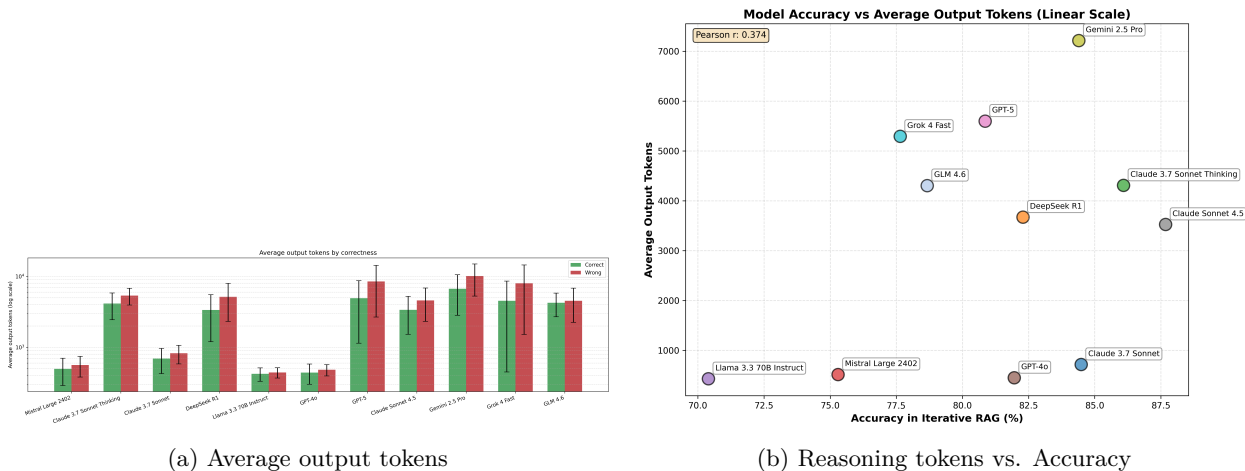 Average output tokens by correctness
Average output tokens (log scale)
10⁴
10³
Correct
Wrong
Mistral Large 2402
Claude 3.7 Sonnet Thinking
Claude 3.7 Sonnet
DeepSeek R1
Llama 3.3 70B Instruct
GPT-4o
GPT-5
Claude Sonnet 4.5
Gemini 2.5 Pro
Grok 4 Fast
GLM 4.6
(a) Average output tokens
Model Accuracy vs Average Output Tokens (Linear Scale)
Pearson r: 0.374
Average Output Tokens
7000
6000
5000
4000
3000
2000
1000
Gemini 2.5 Pro
GPT-5
Grok 4 Fast
GLM 4.6
Claude 3.7 Sonnet Thinking
DeepSeek R1
Claude Sonnet 4.5
Claude 3.7 Sonnet
Mistral Large 2402
GPT-4o
Llama 3.3 70B Instruct
70.0 72.5 75.0 77.5 80.0 82.5 85.0 87.5
Accuracy in Iterative RAG (%)
(b) Reasoning tokens vs. Accuracy